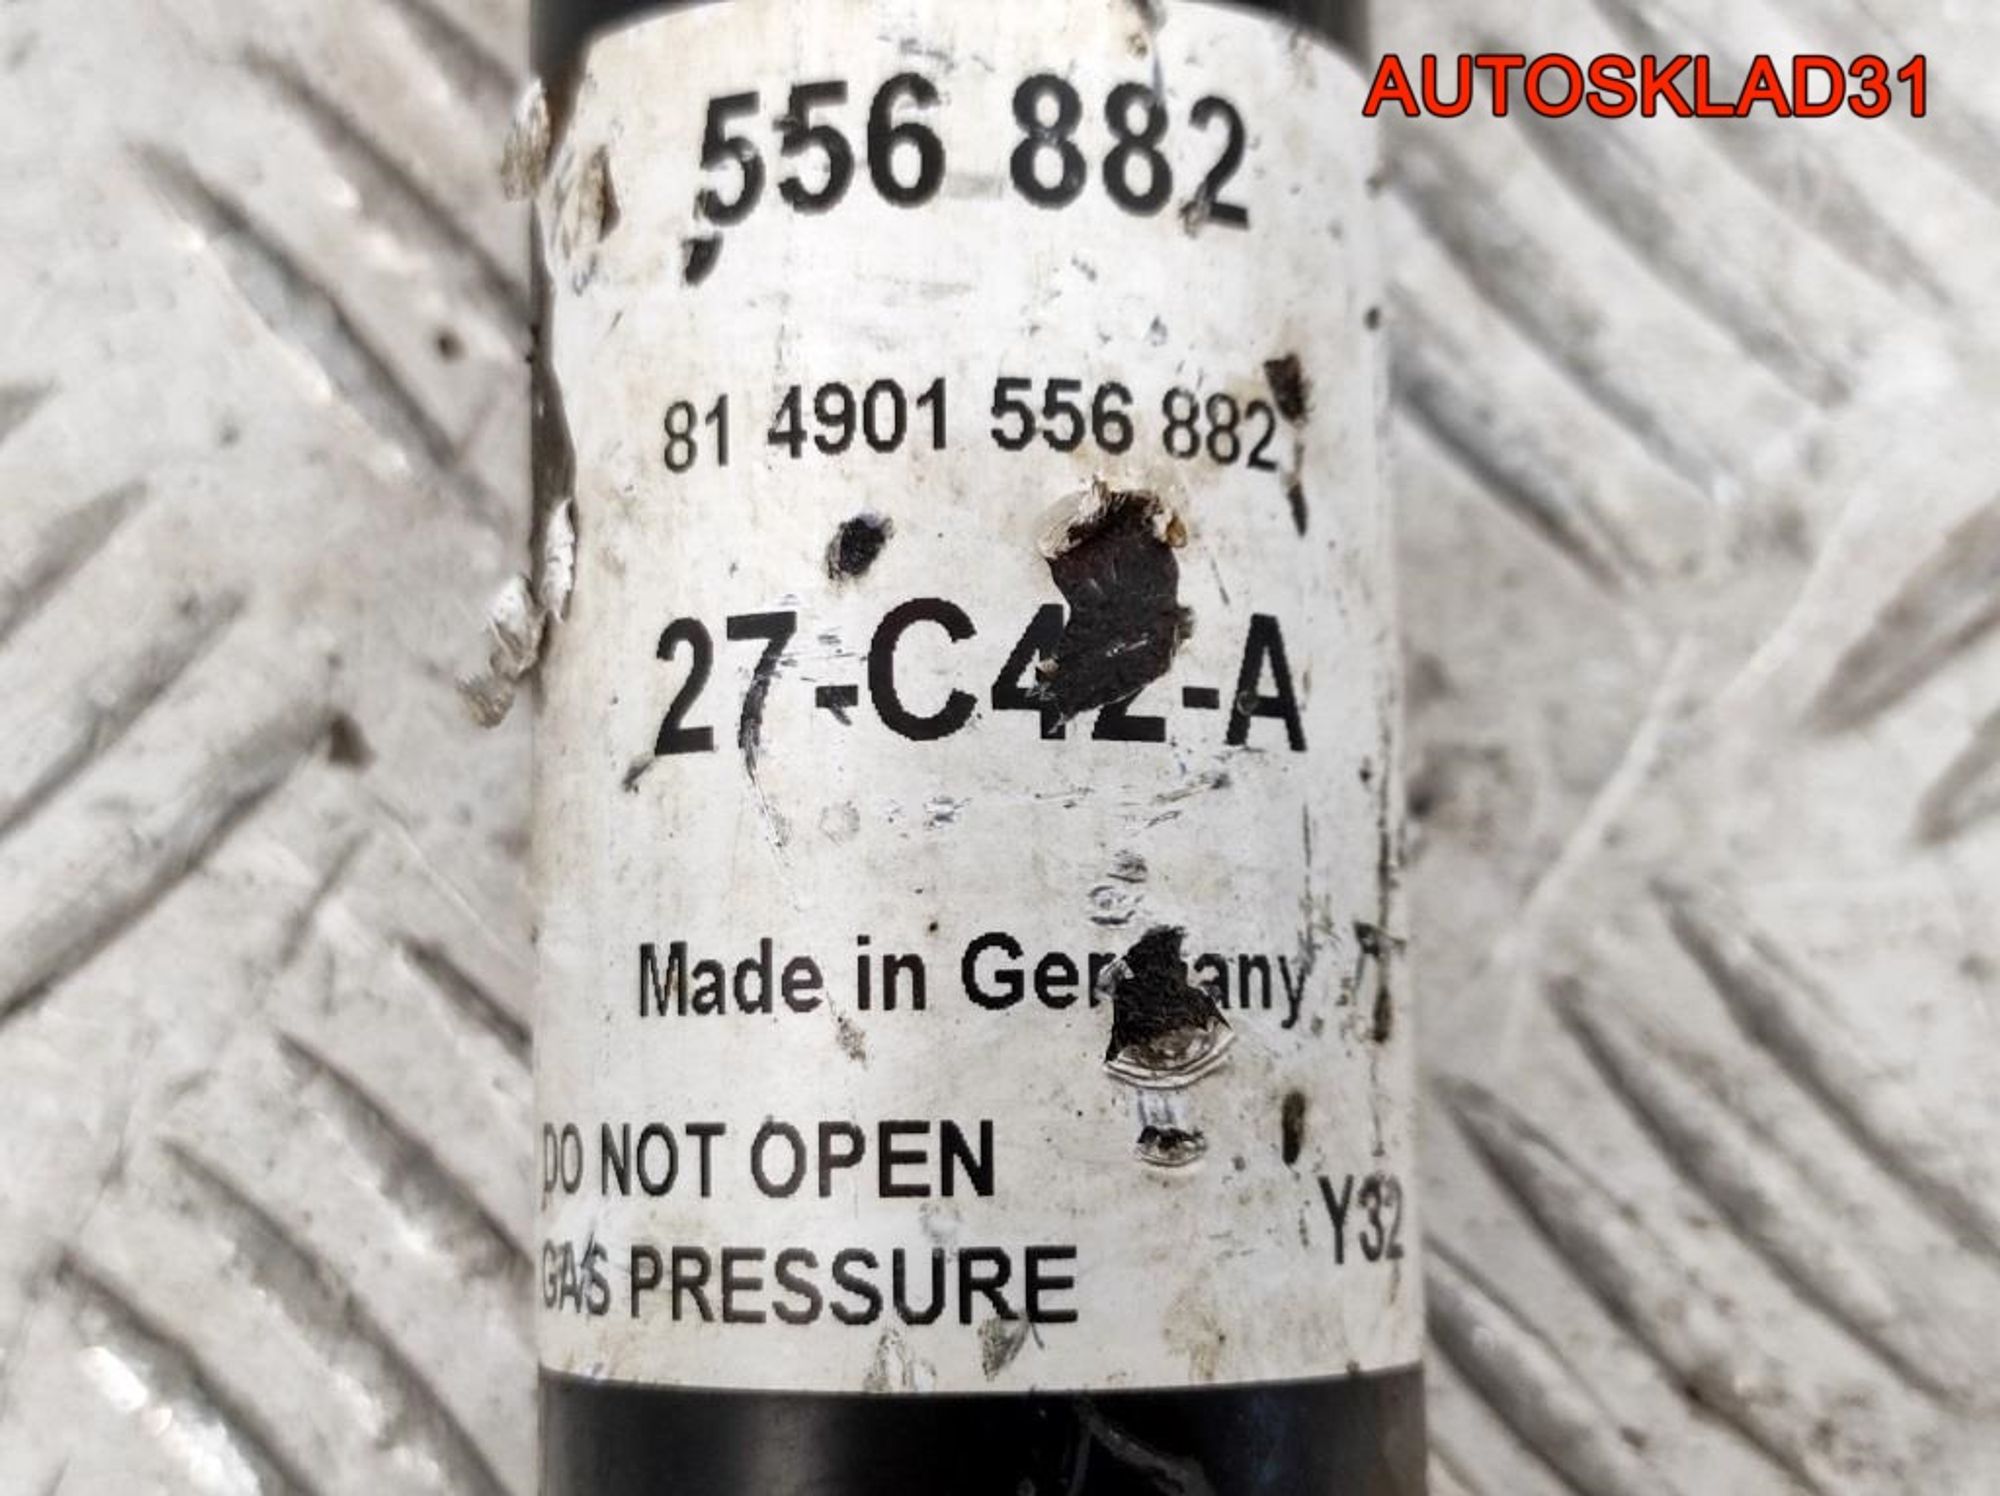 AUTOSKLAD31
556 882
81 4901 556 882
27-C42-A
Made in Germany
DO NOT OPEN
GAS PRESSURE
Y32